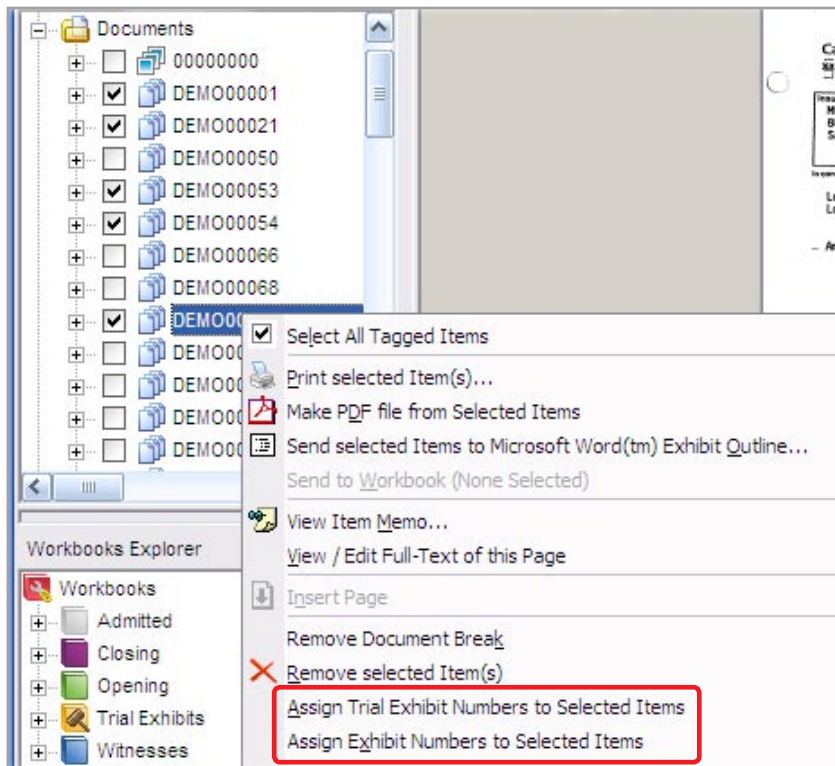 Documents
00000000
DEMO00001
DEMO00021
DEMO00050
DEMO00053
DEMO00054
DEMO00066
DEMO00068
Select All Tagged Items
Print selected Item(s)...
Make PDF file from Selected Items
Send selected Items to Microsoft Word(tm) Exhibit Outline...
Send to Workbook (None Selected)
View Item Memo...
View / Edit Full-Text of this Page
Insert Page
Remove Document Break
Remove selected Item(s)
Assign Trial Exhibit Numbers to Selected Items
Assign Exhibit Numbers to Selected Items
Workbooks Explorer
Workbooks
Admitted
Closing
Opening
Trial Exhibits
Witnesses